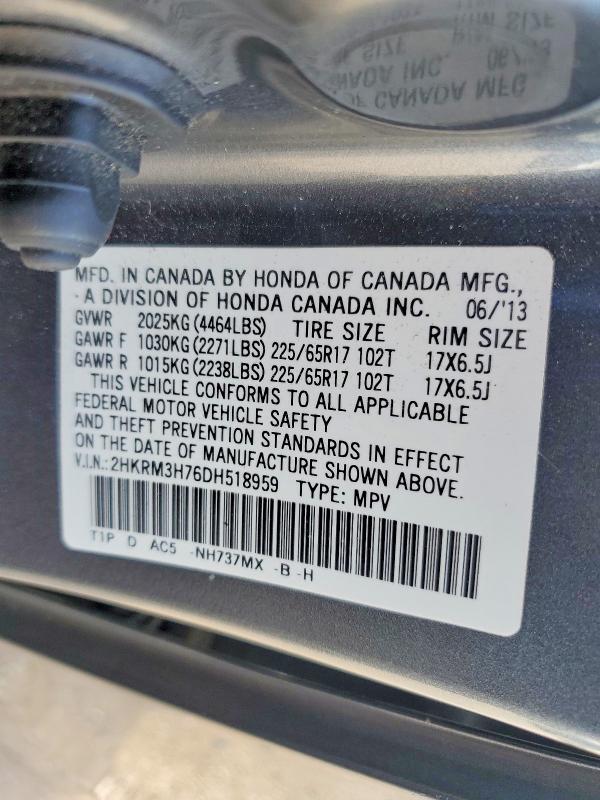 MFD. IN CANADA BY HONDA OF CANADA MFG.,
A DIVISION OF HONDA CANADA INC. 06/'13
GVWR 2025KG (4464LBS) TIRE SIZE RIM SIZE
GAWR F 1030KG (2271LBS) 225/65R17 102T 17X6.5J
GAWR R 1015KG (2238LBS) 225/65R17 102T 17X6.5J
THIS VEHICLE CONFORMS TO ALL APPLICABLE
FEDERAL MOTOR VEHICLE SAFETY
AND THEFT PREVENTION STANDARDS IN EFFECT
ON THE DATE OF MANUFACTURE SHOWN ABOVE.
V.I.N.:2HKRM3H76DH518959 TYPE: MPV
T1P D AC5 -NH737MX -B -H